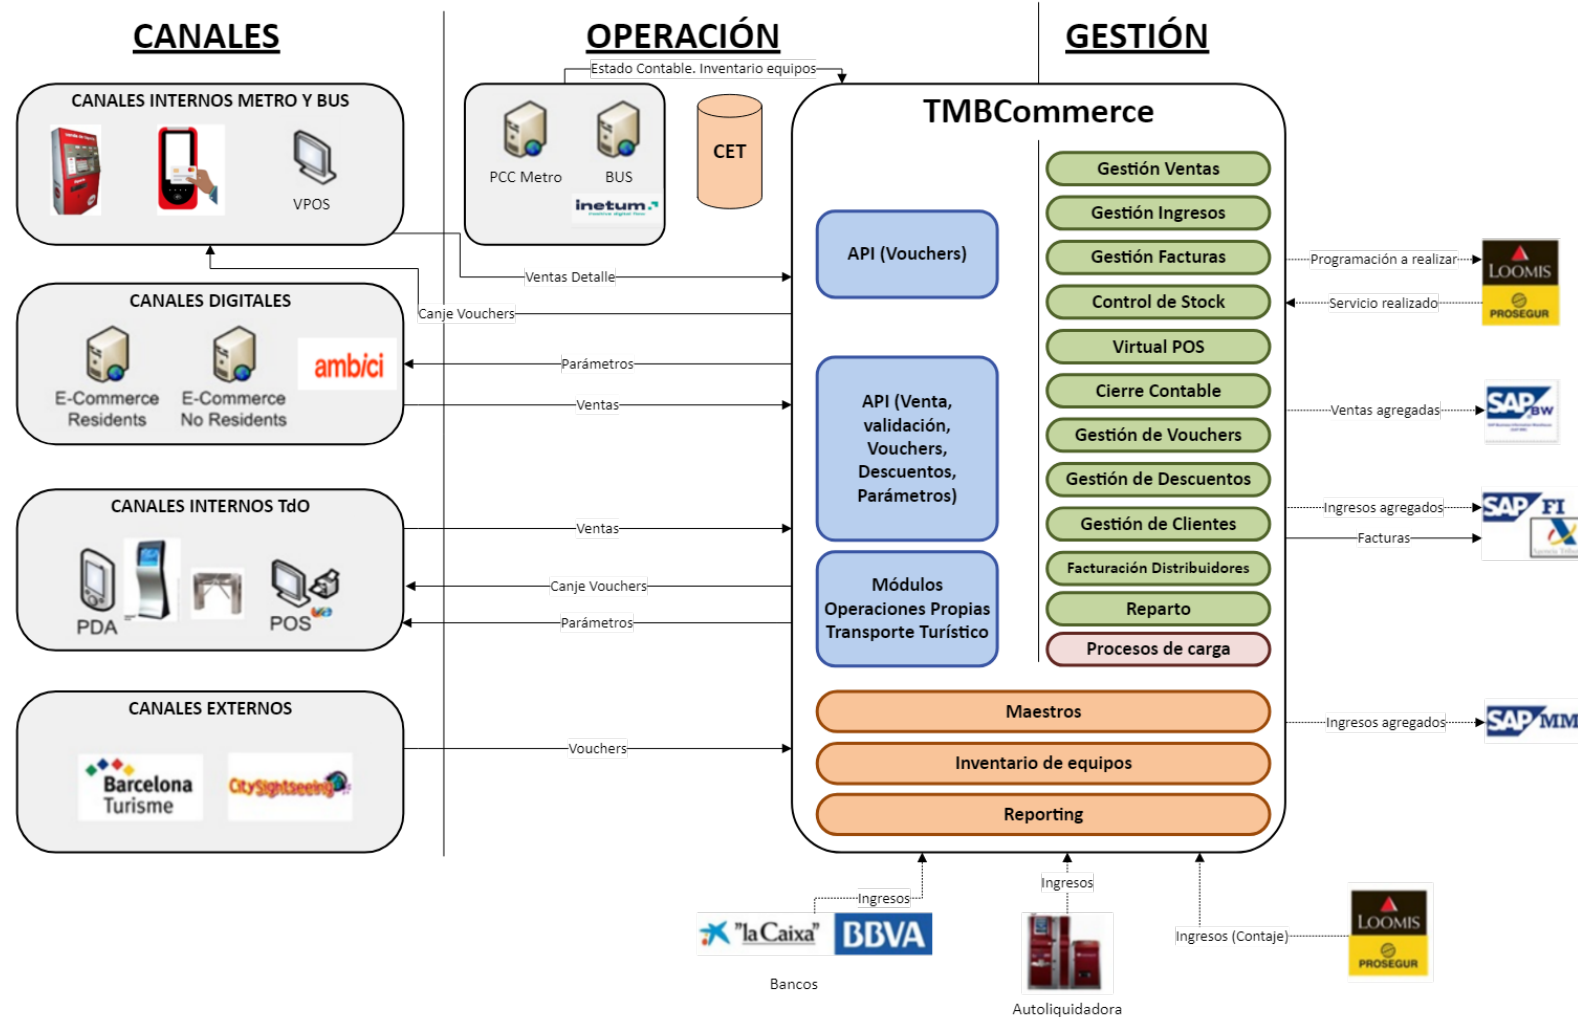 CANALES
OPERACIÓN
GESTIÓN
CANALES INTERNOS METRO Y BUS
VPOS
Estado Contable. Inventario equipos
PCC Metro
BUS
inetum.
CET
TMBCommerce
Ventas Detalle
Canje Vouchers
CANALES DIGITALES
E-Commerce
Residents
E-Commerce
No Residents
ambici
Parámetros
Ventas
CANALES INTERNOS TdO
PDA
POS
Ventas
Canje Vouchers
Parámetros
CANALES EXTERNOS
Barcelona
Turisme
CitySightseeing
Vouchers
API (Vouchers)
API (Venta,
validación,
Vouchers,
Descuentos,
Parámetros)
Módulos
Operaciones Propias
Transporte Turístico
Gestión Ventas
Gestión Ingresos
Gestión Facturas
Control de Stock
Virtual POS
Cierre Contable
Gestión de Vouchers
Gestión de Descuentos
Gestión de Clientes
Facturación Distribuidores
Reparto
Procesos de carga
Maestros
Inventario de equipos
Reporting
Programación a realizar
Servicio realizado
LOOMIS
PROSEGUR
Ventas agregadas
SAP BW
Ingresos agregados
Facturas
SAP FI
Ingresos agregados
SAP MM
Ingresos
"la Caixa"
BBVA
Bancos
Ingresos
Autoliquidadora
Ingresos (Contaje)
LOOMIS
PROSEGUR